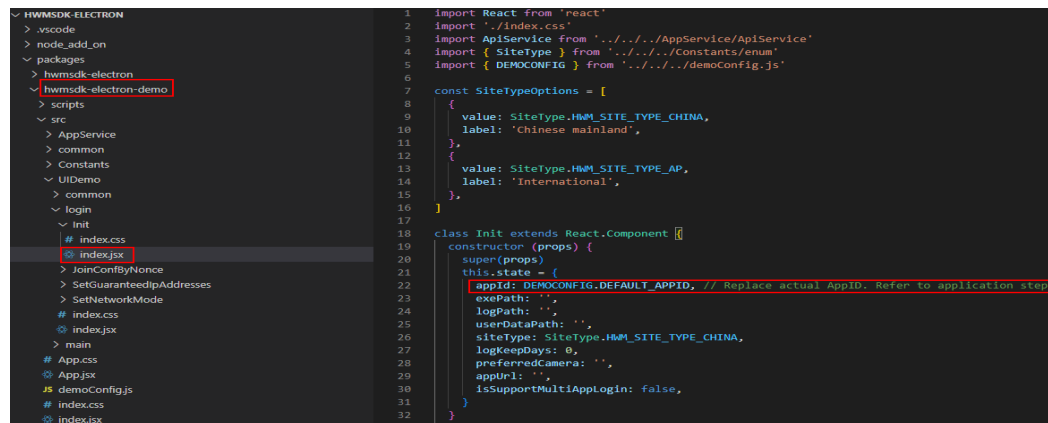 HWMSDK-ELECTRON
.vscode
node_add_on
packages
hwmsdk-electron
hwmsdk-electron-demo
scripts
src
AppService
common
Constants
UIDemo
common
login
Init
# index.css
index.jsx
JoinConfByNonce
SetGuaranteedIpAddresses
SetNetworkMode
# index.css
index.jsx
main
# App.css
App.jsx
JS demoConfig.js
# index.css
index.jsx
1 import React from 'react'
2 import './index.css'
3 import ApiService from '../../../AppService/ApiService'
4 import { SiteType } from '../../../Constants/enum'
5 import { DEMOCONFIG } from '../../../demoConfig.js'
6
7 const SiteTypeOptions = [
8 {
9 value: SiteType.HWM_SITE_TYPE_CHINA,
10 label: 'Chinese mainland',
11 },
12 {
13 value: SiteType.HWM_SITE_TYPE_AP,
14 label: 'International',
15 },
16 ]
17
18 class Init extends React.Component {
19 constructor (props) {
20 super(props)
21 this.state = {
22 appId: DEMOCONFIG.DEFAULT_APPID, // Replace actual AppID. Refer to application step
23 exePath: '',
24 logPath: '',
25 userDataPath: '',
26 siteType: SiteType.HWM_SITE_TYPE_CHINA,
27 logKeepDays: 0,
28 preferredCamera: '',
29 appUrl: '',
30 isSupportMultiAppLogin: false,
31 }
32 }